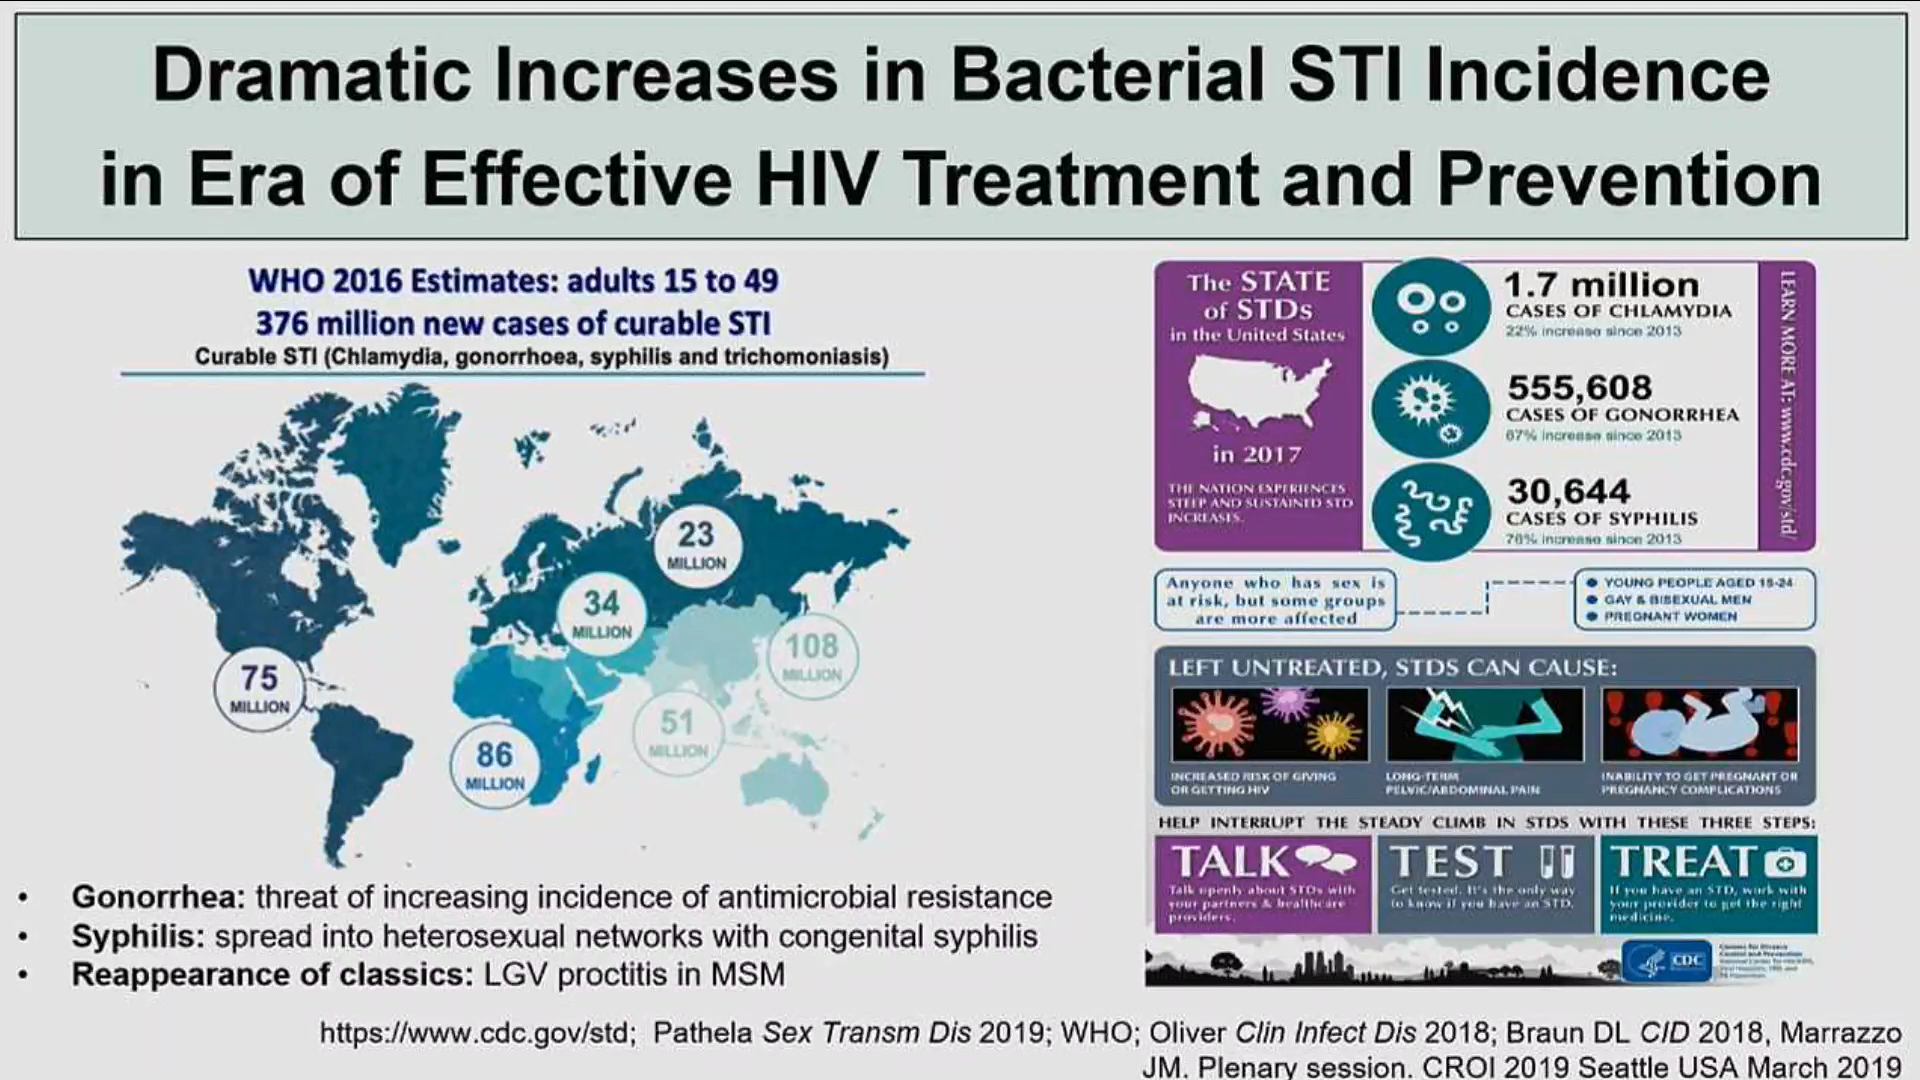 Dramatic Increases in Bacterial STI Incidence
in Era of Effective HIV Treatment and Prevention
WHO 2016 Estimates: adults 15 to 49
376 million new cases of curable STI
Curable STI (Chlamydia, gonorrhoea, syphilis and trichomoniasis)
23
MILLION
34
MILLION
108
MILLION
75
MILLION
51
MILLION
86
MILLION
• Gonorrhea: threat of increasing incidence of antimicrobial resistance
• Syphilis: spread into heterosexual networks with congenital syphilis
• Reappearance of classics: LGV proctitis in MSM
The STATE
of STDs
in the United States
in 2017
THE NATION EXPERIENCES
STEEP AND SUSTAINED STD
INCREASES.
1.7 million
CASES OF CHLAMYDIA
22% increase since 2013
555,608
CASES OF GONORRHEA
67% increase since 2013
30,644
CASES OF SYPHILIS
76% increase since 2013
LEARN MORE AT: www.cdc.gov/std/
Anyone who has sex is
at risk, but some groups
are more affected
• YOUNG PEOPLE AGED 15-24
• GAY & BISEXUAL MEN
• PREGNANT WOMEN
LEFT UNTREATED, STDS CAN CAUSE:
INCREASED RISK OF GIVING
OR GETTING HIV
LONG-TERM
PELVIC/ABDOMINAL PAIN
INABILITY TO GET PREGNANT OR
PREGNANCY COMPLICATIONS
HELP INTERRUPT THE STEADY CLIMB IN STDS WITH THESE THREE STEPS:
TALK
Talk openly about STDs with
your partners & healthcare
providers.
TEST
Get tested. It's the only way
to know if you have an STD.
TREAT
If you have an STD, work with
your provider to get the right
medicine.
CDC
Centers for Disease
Control and Prevention
https://www.cdc.gov/std; Pathela Sex Transm Dis 2019; WHO; Oliver Clin Infect Dis 2018; Braun DL CID 2018, Marrazzo
JM. Plenary session. CROI 2019 Seattle USA March 2019